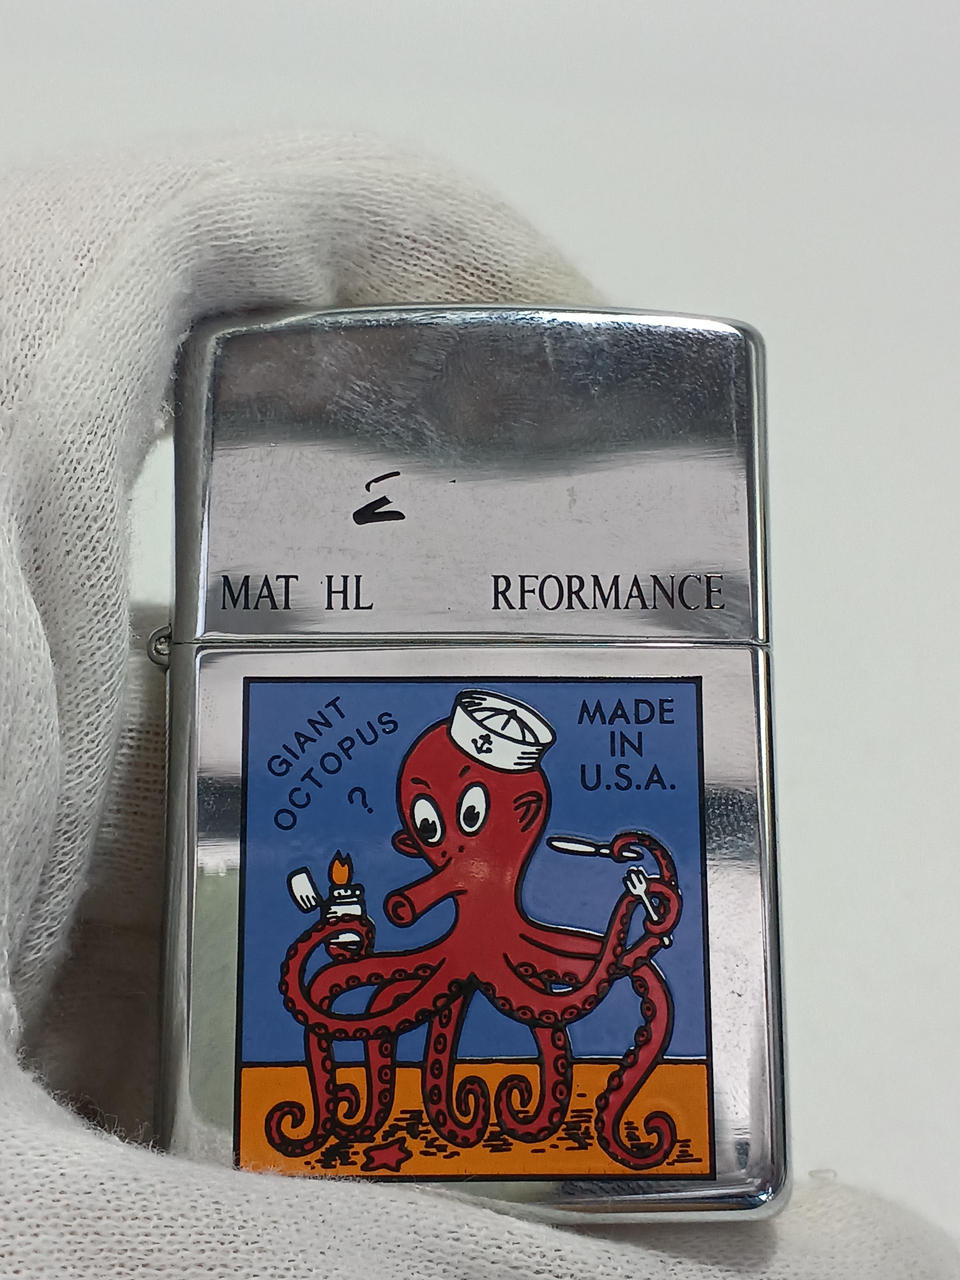 MAT HL RFORMANCE
GIANT
OCTOPUS
?
MADE
IN
U.S.A.